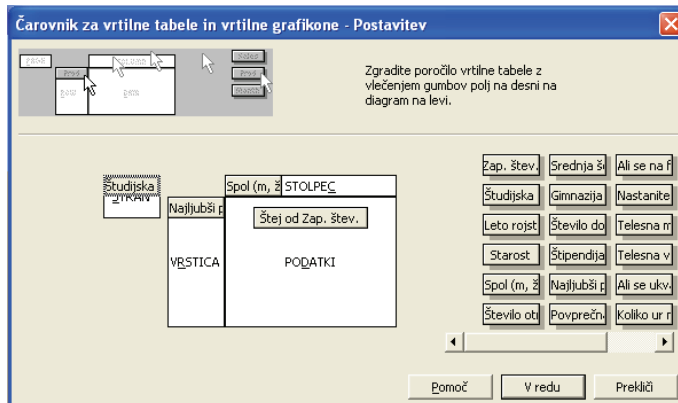 Čarovnik za vrtilne tabele in vrtilne grafikone - Postavitev
Zgradite poročilo vrtilne tabele z
vlečenjem gumbov polj na desni na
diagram na levi.
Študijska
STRAN
Spol (m, ž STOLPEC
Najljubši p
Štej od Zap. štev.
VRSTICA
PODATKI
Zap. štev. Srednja š Ali se na f
Študijska Gimnazija Nastanite
Leto rojst Število do Telesna m
Starost Štipendija Telesna v
Spol (m, ž Najljubši p Ali se ukv
Število otr Povprečn Koliko ur n
Pomoč V redu Prekliči